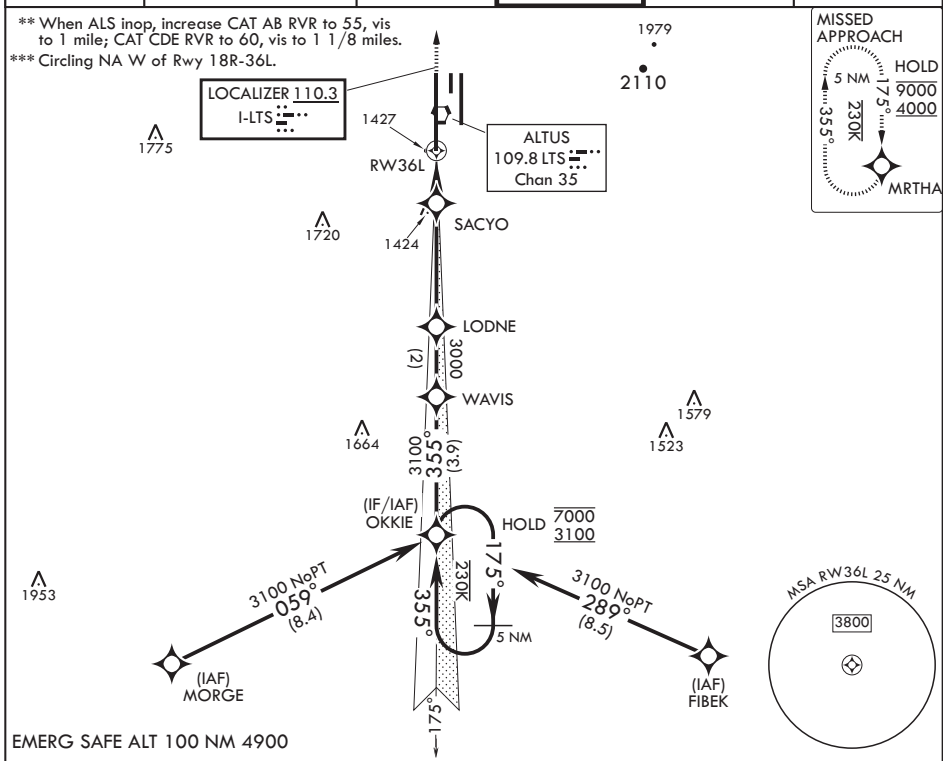 ** When ALS inop, increase CAT AB RVR to 55, vis
to 1 mile; CAT CDE RVR to 60, vis to 1 1/8 miles.
*** Circling NA W of Rwy 18R-36L.
LOCALIZER 110.3
I-LTS
1427
RW36L
1775
1720
1424
SACYO
ALTUS
109.8 LTS
Chan 35
1979
2110
MISSED
APPROACH
5 NM
HOLD
9000
4000
175°
230K
355°
MRTHA
LODNE
(2)
3000
WAVIS
1579
1523
1664
3100
355°
(3.9)
(IF/IAF)
OKKIE
HOLD
7000
3100
175°
230K
355°
5 NM
1953
3100 NoPT
059°
(8.4)
(IAF)
MORGE
3100 NoPT
289°
(8.5)
(IAF)
FIBEK
MSA RW36L 25 NM
3800
175°
EMERG SAFE ALT 100 NM 4900